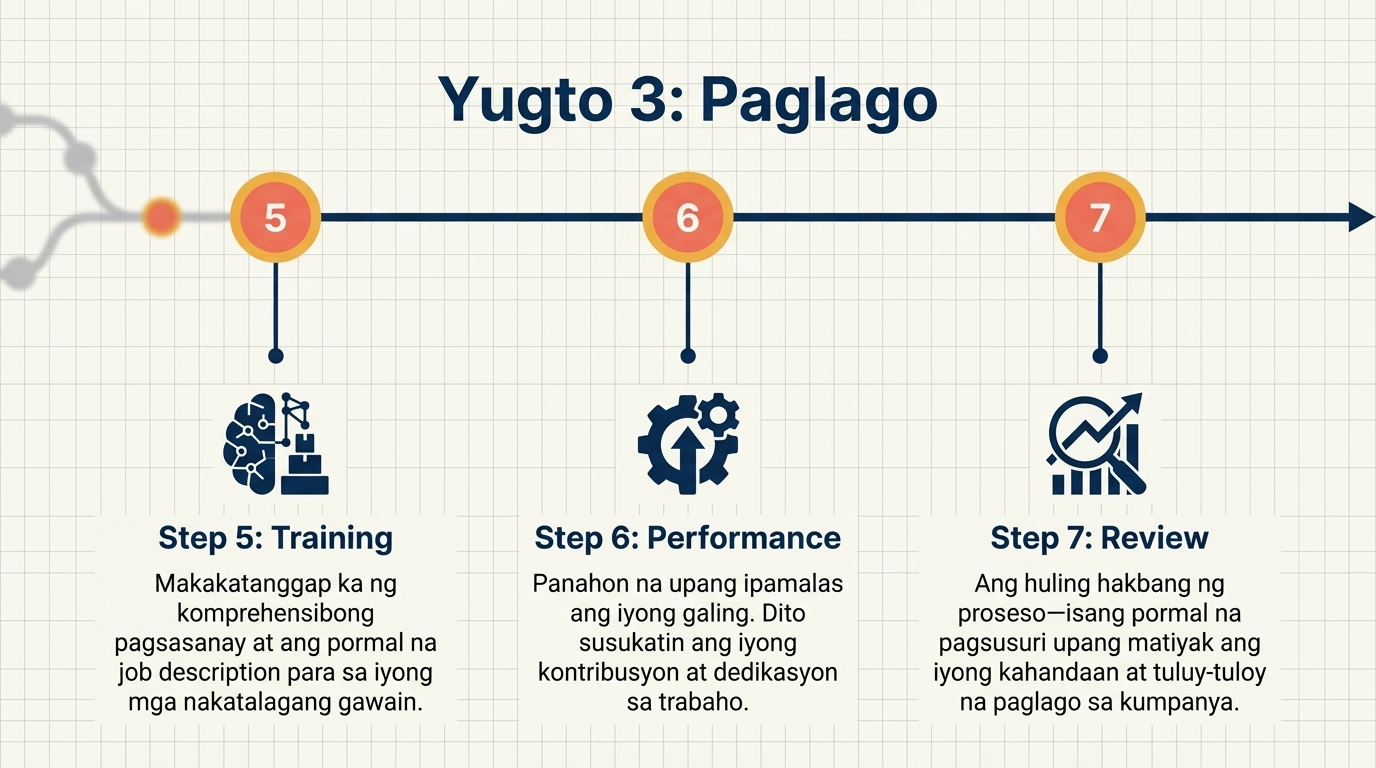 Yugto 3: Paglago
5
6
7
Step 5: Training
Makakatanggap ka ng
komprehensibong
pagsasanay at ang pormal na
job description para sa iyong
mga nakatalagang gawain.
Step 6: Performance
Panahon na upang ipamalas
ang iyong galing. Dito
susukatin ang iyong
kontribusyon at dedikasyon
sa trabaho.
Step 7: Review
Ang huling hakbang ng
proseso—isang pormal na
pagsusuri upang matiyak ang
iyong kahandaan at tuluy-tuloy
na paglago sa kumpanya.